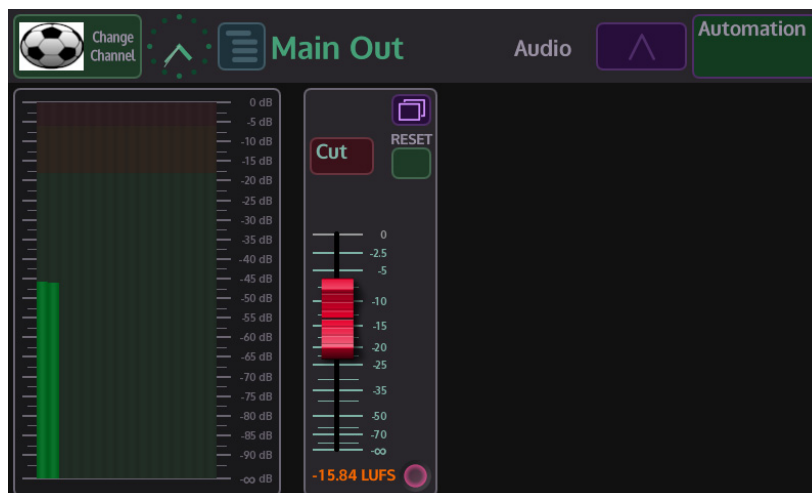 Change
Channel
Main Out
Audio
Automation
0 dB
-5 dB
-10 dB
-15 dB
-20 dB
-25 dB
-30 dB
-35 dB
-40 dB
-45 dB
-50 dB
-55 dB
-60 dB
-65 dB
-70 dB
-75 dB
-80 dB
-85 dB
-90 dB
-∞ dB
RESET
Cut
0
-2.5
-5
-10
-15
-20
-25
-35
-50
-70
-∞
-15.84 LUFS